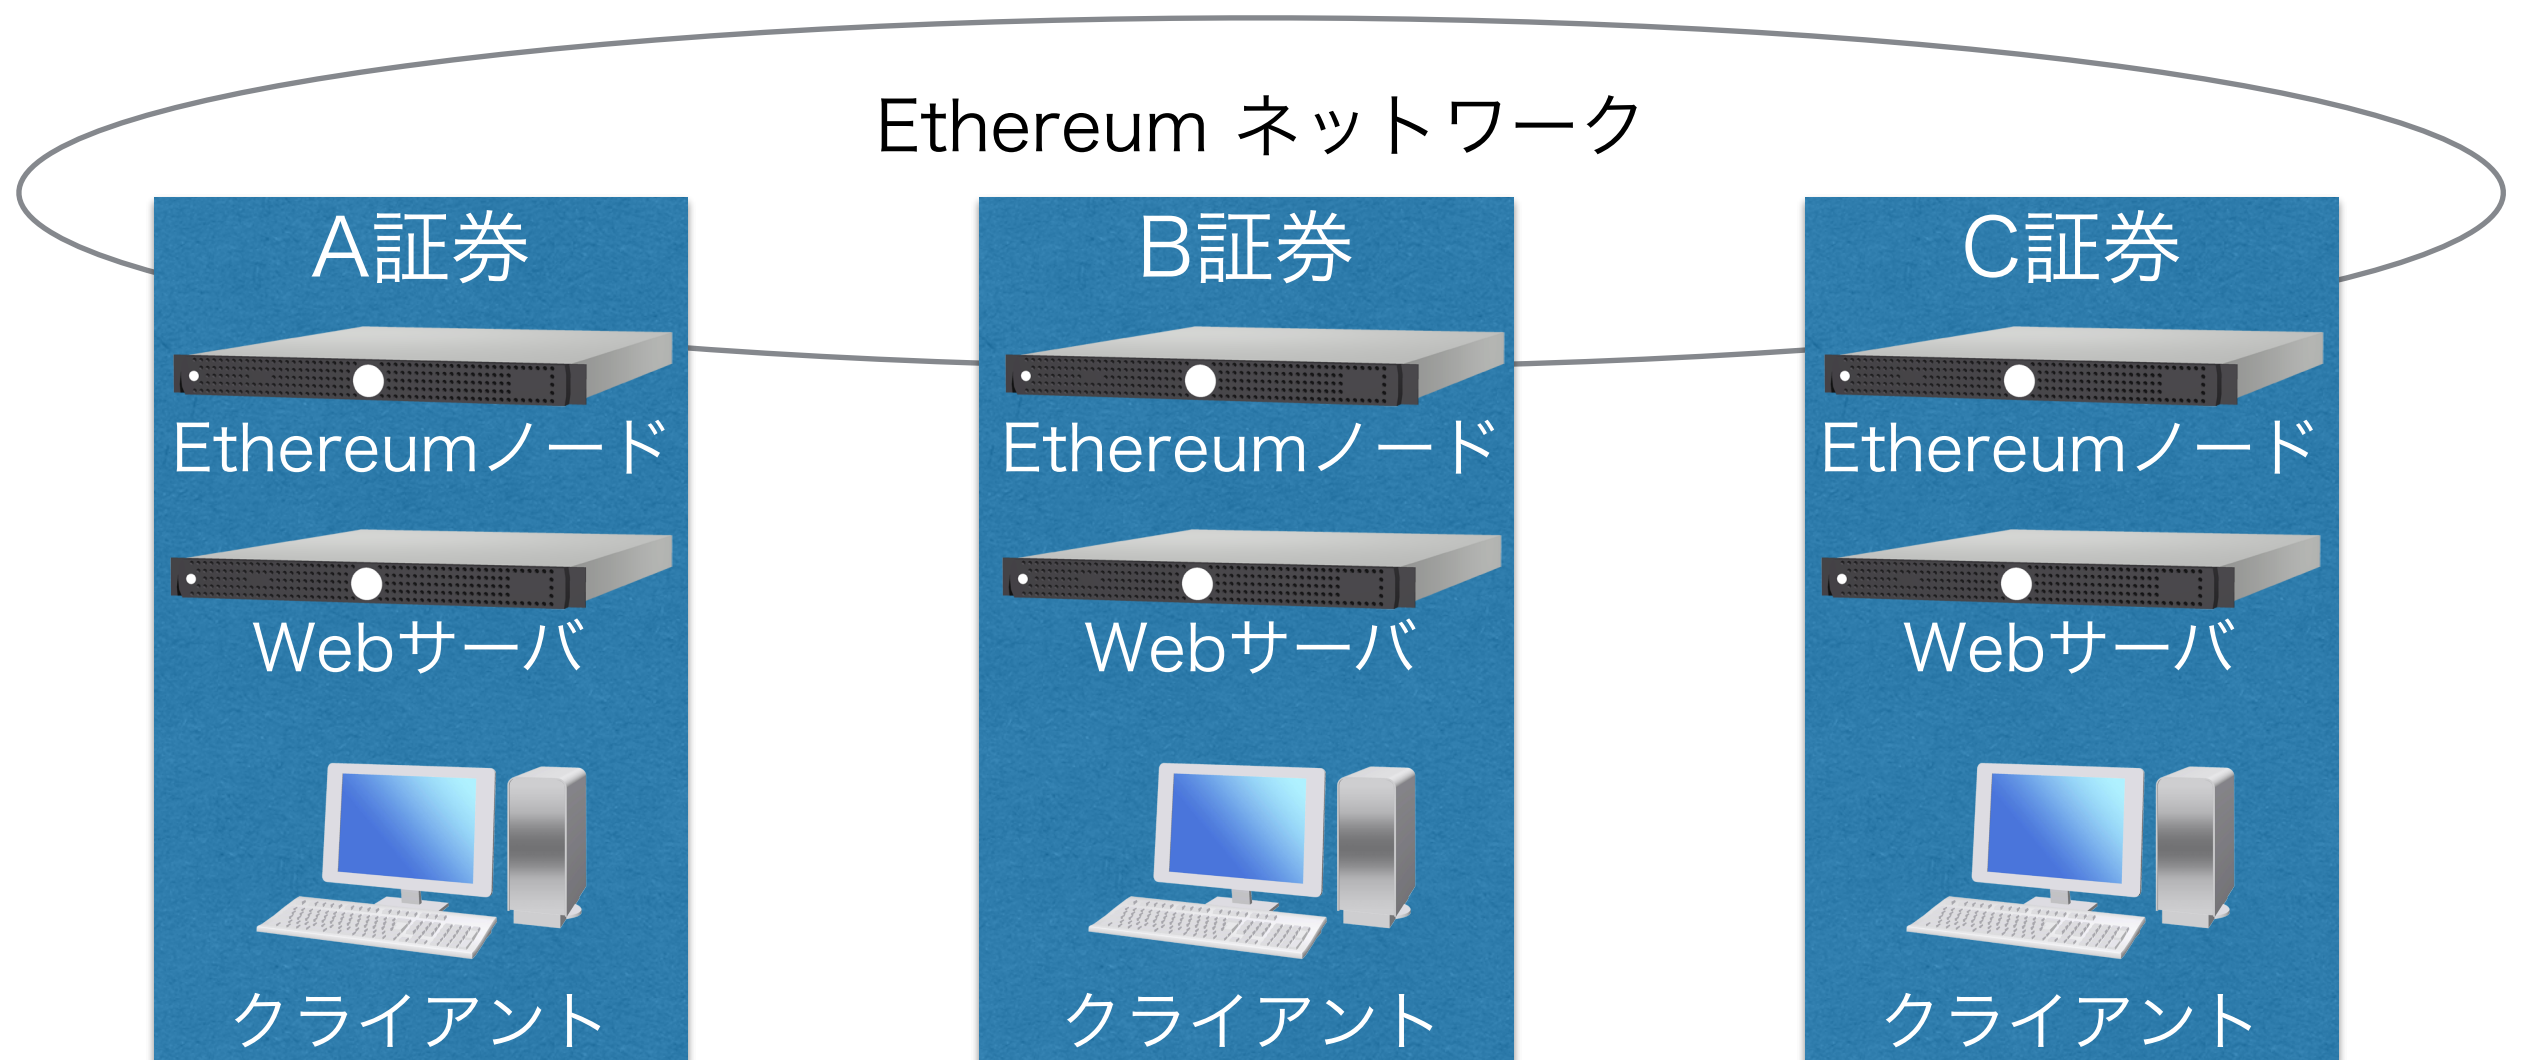 Ethereum ネットワーク
A証券
Ethereumノード
Webサーバ
クライアント
B証券
Ethereumノード
Webサーバ
クライアント
C証券
Ethereumノード
Webサーバ
クライアント